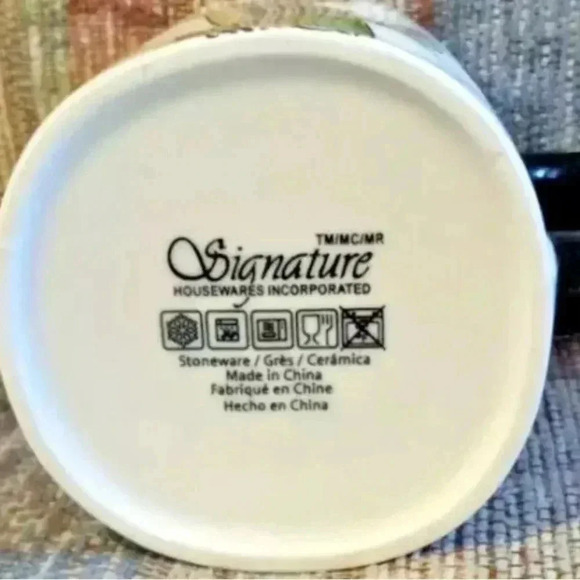 TM/MC/MR
Signature
HOUSEWARES INCORPORATED
Stoneware / Grès / Cerámica
Made in China
Fabriqué en Chine
Hecho en China